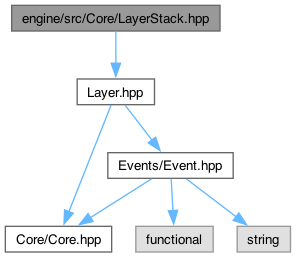 engine/src/Core/LayerStack.hpp
Layer.hpp
Events/Event.hpp
Core/Core.hpp
functional
string